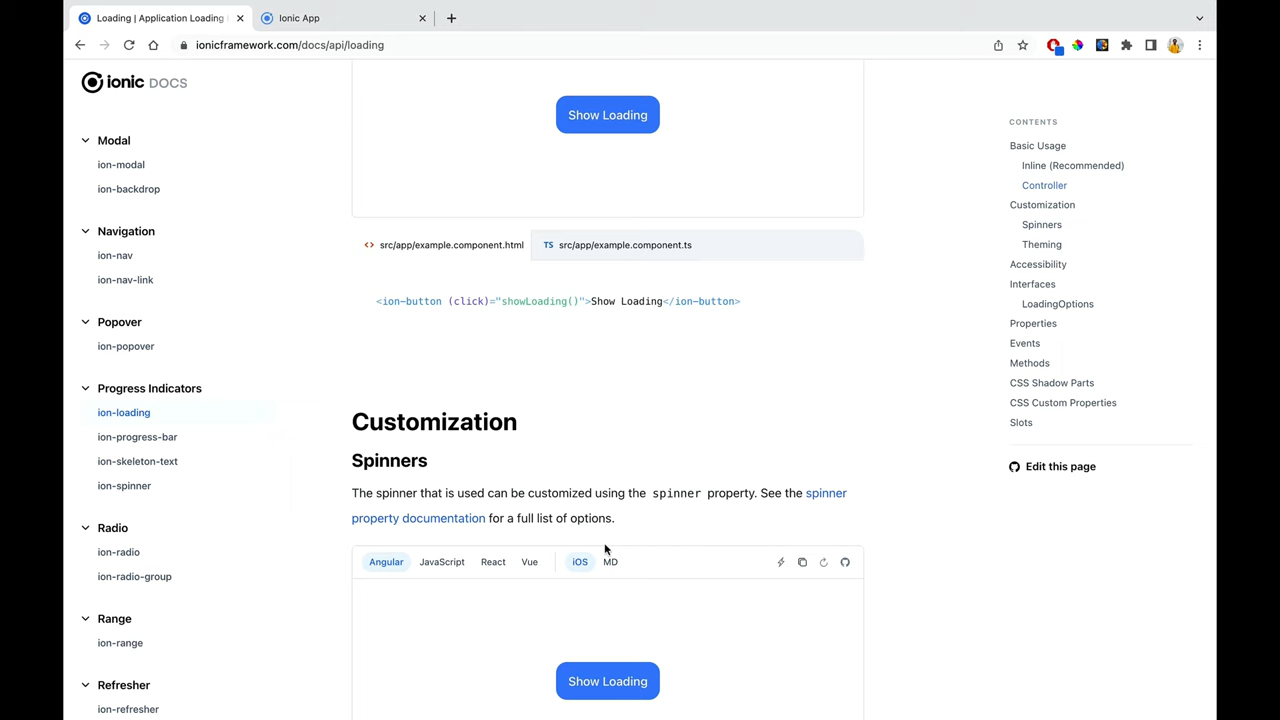 Loading | Application Loading
Ionic App
ionicframework.com/docs/api/loading
ionic DOCS
Modal
ion-modal
ion-backdrop
Navigation
ion-nav
ion-nav-link
Popover
ion-popover
Progress Indicators
ion-loading
ion-progress-bar
ion-skeleton-text
ion-spinner
Radio
ion-radio
ion-radio-group
Range
ion-range
Refresher
ion-refresher
Show Loading
src/app/example.component.html
TS src/app/example.component.ts
<ion-button (click)="showLoading()">Show Loading</ion-button>
Customization
Spinners
The spinner that is used can be customized using the spinner property. See the spinner
property documentation for a full list of options.
Angular JavaScript React Vue iOS MD
Show Loading
CONTENTS
Basic Usage
Inline (Recommended)
Controller
Customization
Spinners
Theming
Accessibility
Interfaces
LoadingOptions
Properties
Events
Methods
CSS Shadow Parts
CSS Custom Properties
Slots
Edit this page